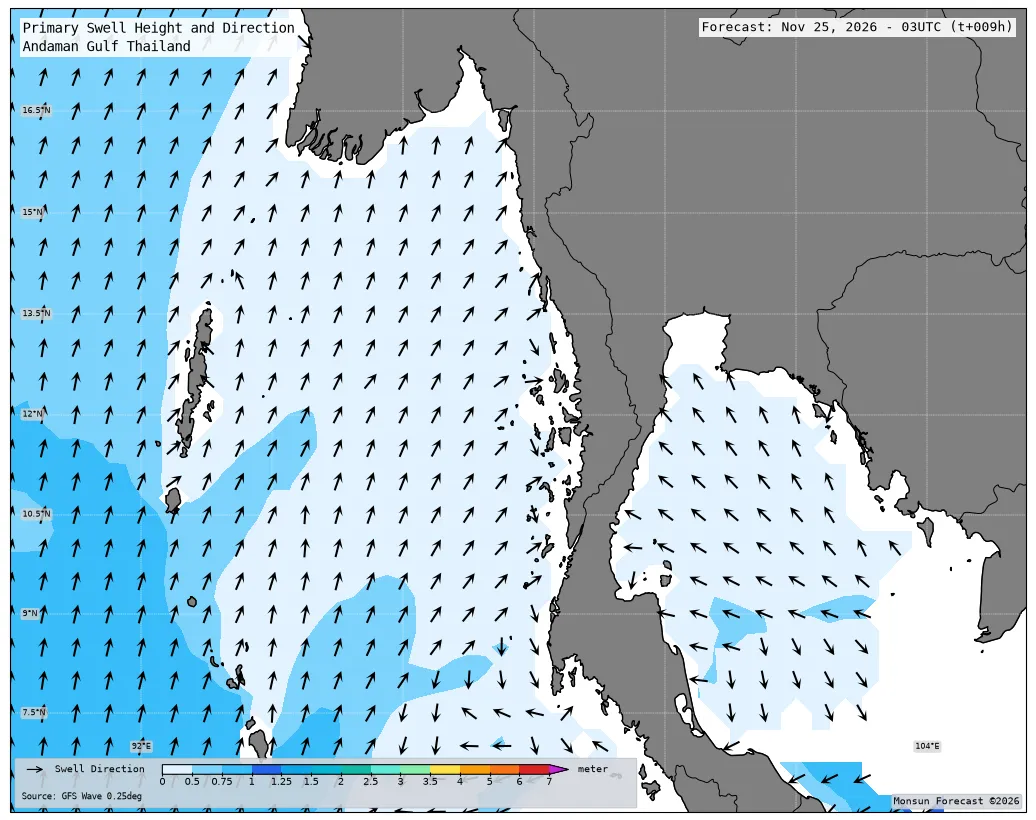 Primary Swell Height and Direction
Andaman Gulf Thailand
Forecast: Nov 25, 2026 - 03UTC (t+009h)
16.5°N
15°N
13.5°N
12°N
10.5°N
9°N
7.5°N
92°E
104°E
Swell Direction
0 0.5 0.75 1 1.25 1.5 2 2.5 3 3.5 4 5 6 7 meter
Source: GFS Wave 0.25deg
Monsun Forecast ©2026